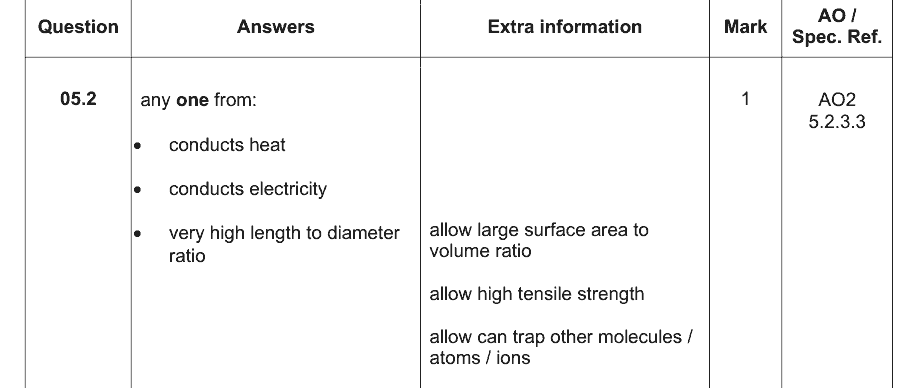 Question Answers Extra information Mark AO /
Spec. Ref.
05.2 any one from: 1 AO2
5.2.3.3
• conducts heat
• conducts electricity
• very high length to diameter
ratio
allow large surface area to
volume ratio
allow high tensile strength
allow can trap other molecules /
atoms / ions